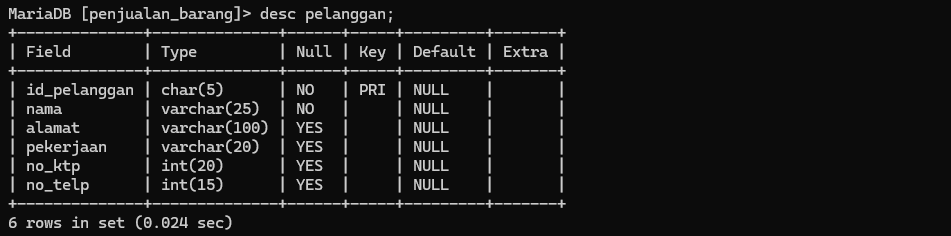 MariaDB [penjualan_barang]> desc pelanggan;
+--------------+--------------+------+-----+---------+-------+
| Field        | Type         | Null | Key | Default | Extra |
+--------------+--------------+------+-----+---------+-------+
| id_pelanggan | char(5)      | NO   | PRI | NULL    |       |
| nama         | varchar(25)  | NO   |     | NULL    |       |
| alamat       | varchar(100) | YES  |     | NULL    |       |
| pekerjaan    | varchar(20)  | YES  |     | NULL    |       |
| no_ktp       | int(20)      | YES  |     | NULL    |       |
| no_telp      | int(15)      | YES  |     | NULL    |       |
+--------------+--------------+------+-----+---------+-------+
6 rows in set (0.024 sec)